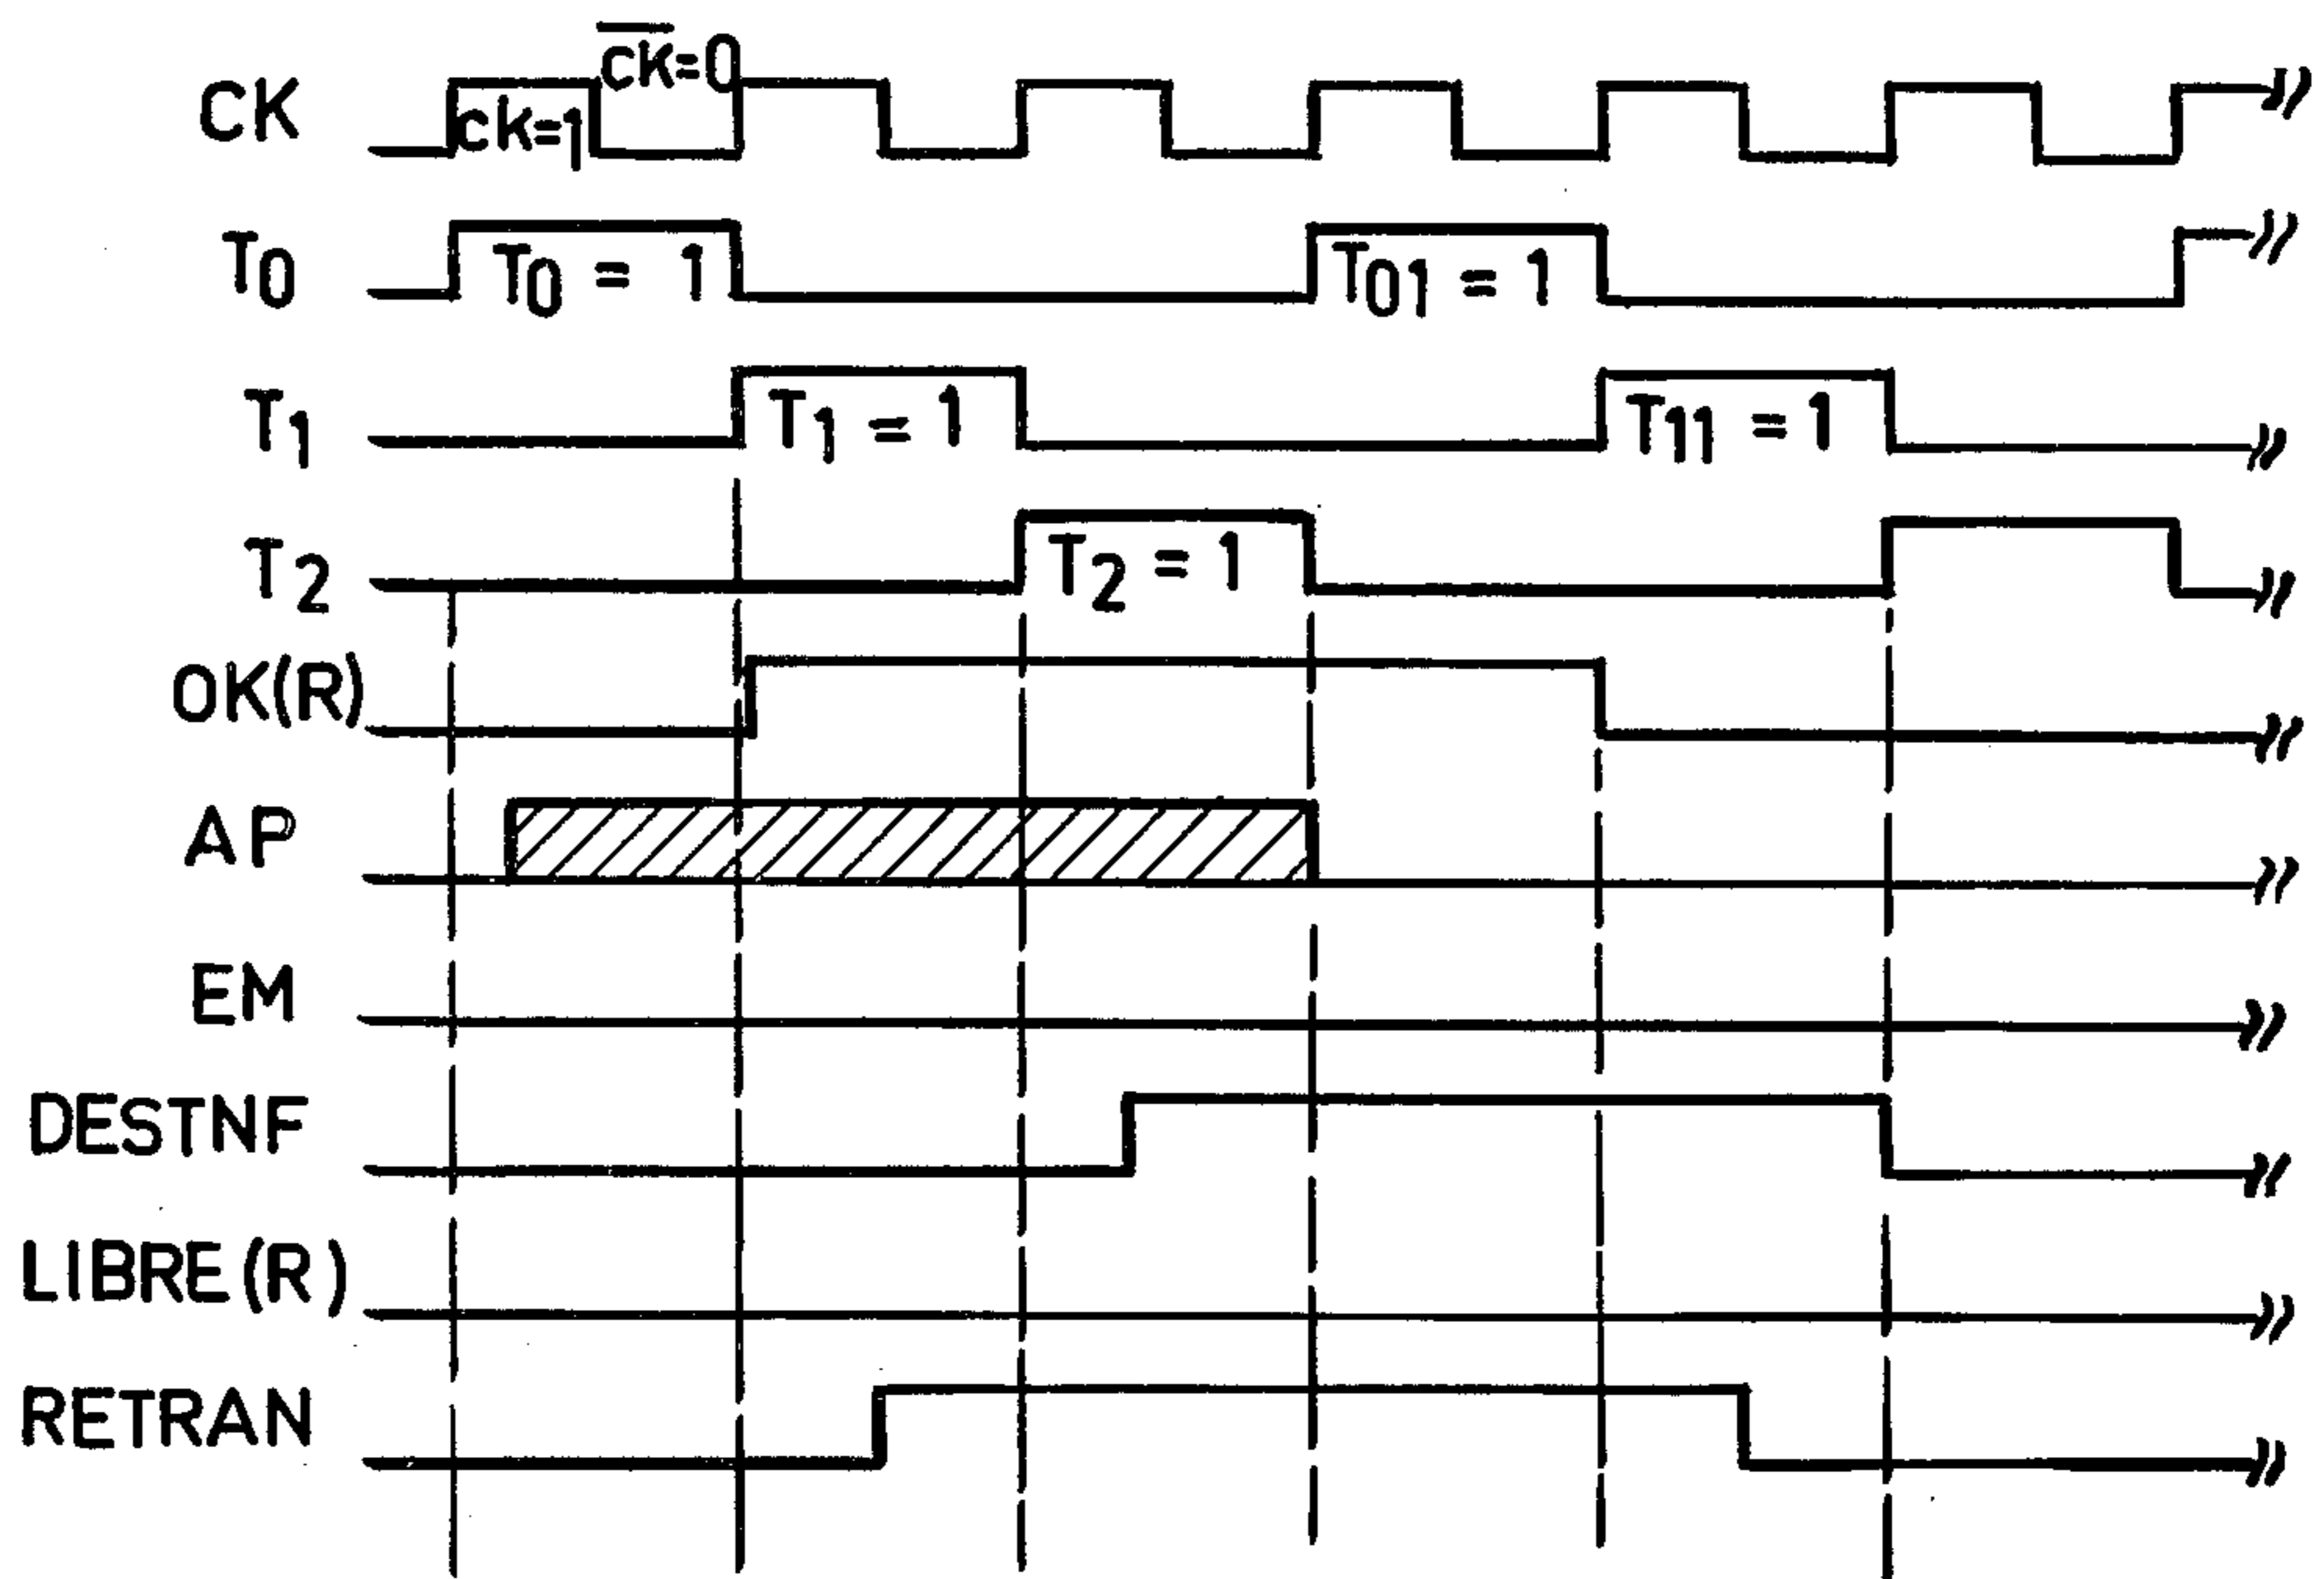 CK ck=1 c̅k̅=0
T0 T0 = 1 T01 = 1
T1 T1 = 1 T11 = 1
T2 T2 = 1
OK(R)
AP
EM
DESTNF
LIBRE(R)
RETRAN